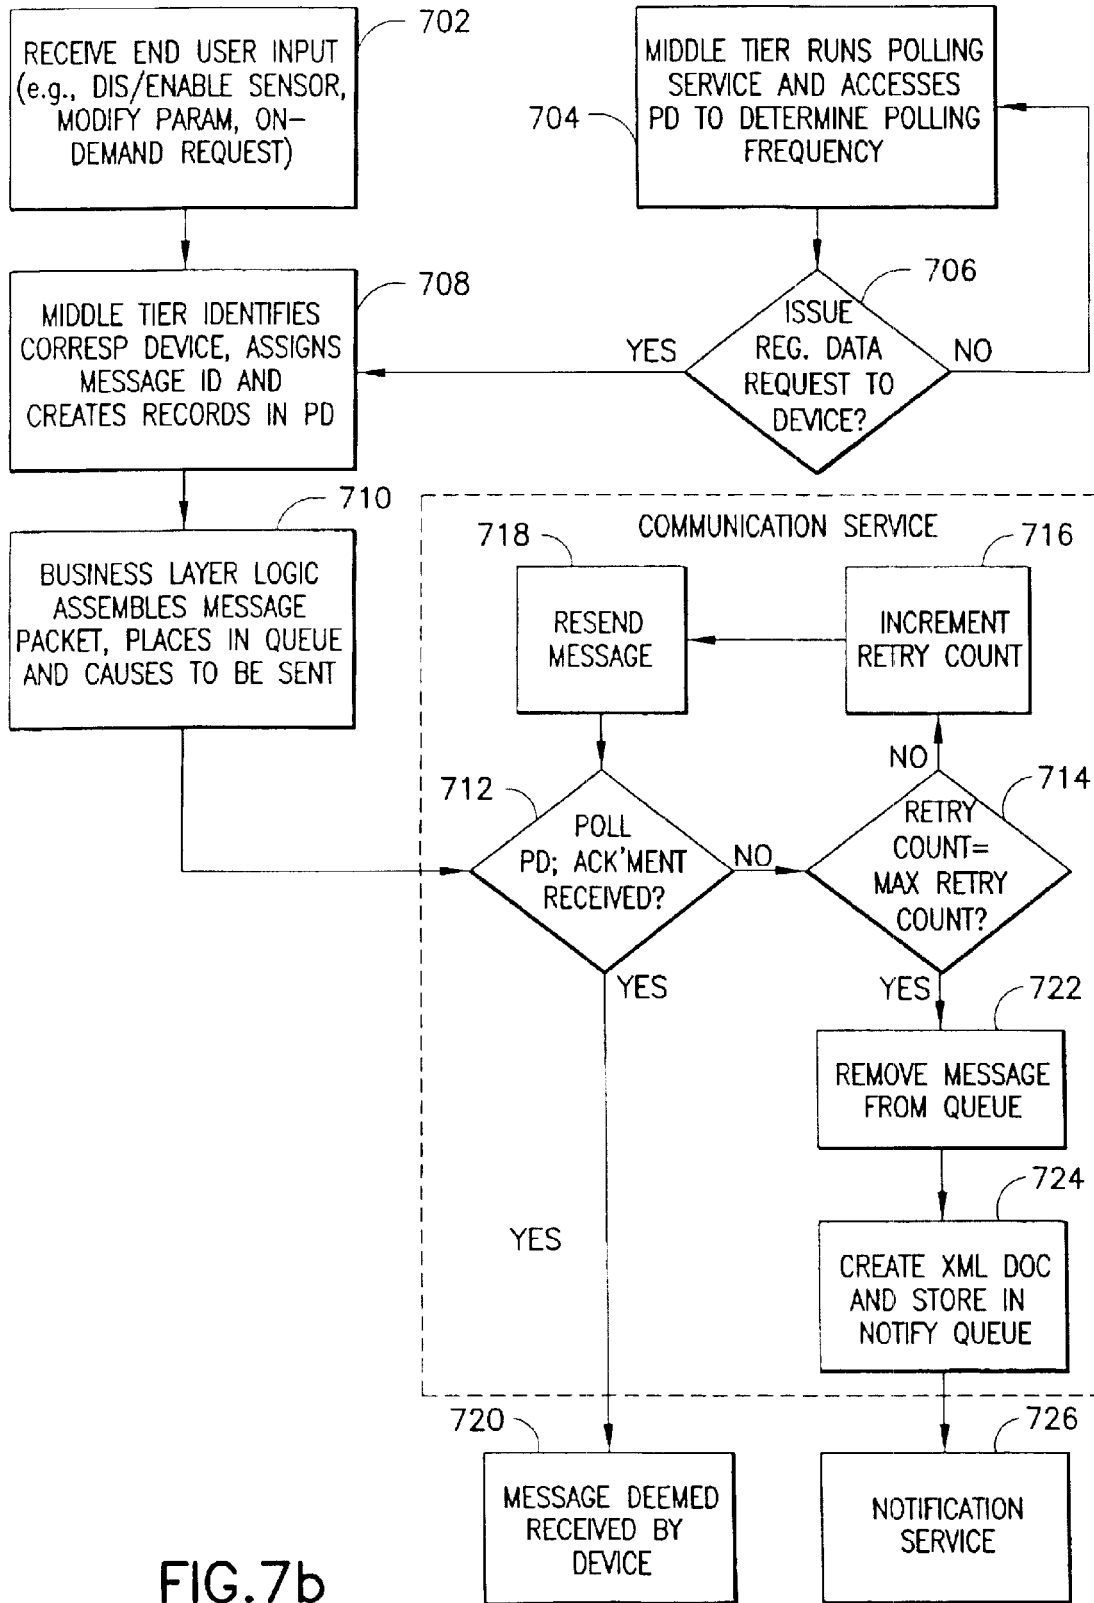 702
RECEIVE END USER INPUT
(e.g., DIS/ENABLE SENSOR,
MODIFY PARAM, ON-
DEMAND REQUEST)
MIDDLE TIER RUNS POLLING
SERVICE AND ACCESSES
PD TO DETERMINE POLLING
FREQUENCY
704
706
ISSUE
REG. DATA
REQUEST TO
DEVICE?
YES
NO
708
MIDDLE TIER IDENTIFIES
CORRESP DEVICE, ASSIGNS
MESSAGE ID AND
CREATES RECORDS IN PD
710
BUSINESS LAYER LOGIC
ASSEMBLES MESSAGE
PACKET, PLACES IN QUEUE
AND CAUSES TO BE SENT
COMMUNICATION SERVICE
718
RESEND
MESSAGE
716
INCREMENT
RETRY COUNT
712
POLL
PD; ACK'MENT
RECEIVED?
NO
NO
714
RETRY
COUNT=
MAX RETRY
COUNT?
YES
YES
722
REMOVE MESSAGE
FROM QUEUE
724
YES
CREATE XML DOC
AND STORE IN
NOTIFY QUEUE
720
MESSAGE DEEMED
RECEIVED BY
DEVICE
726
NOTIFICATION
SERVICE
FIG.7b